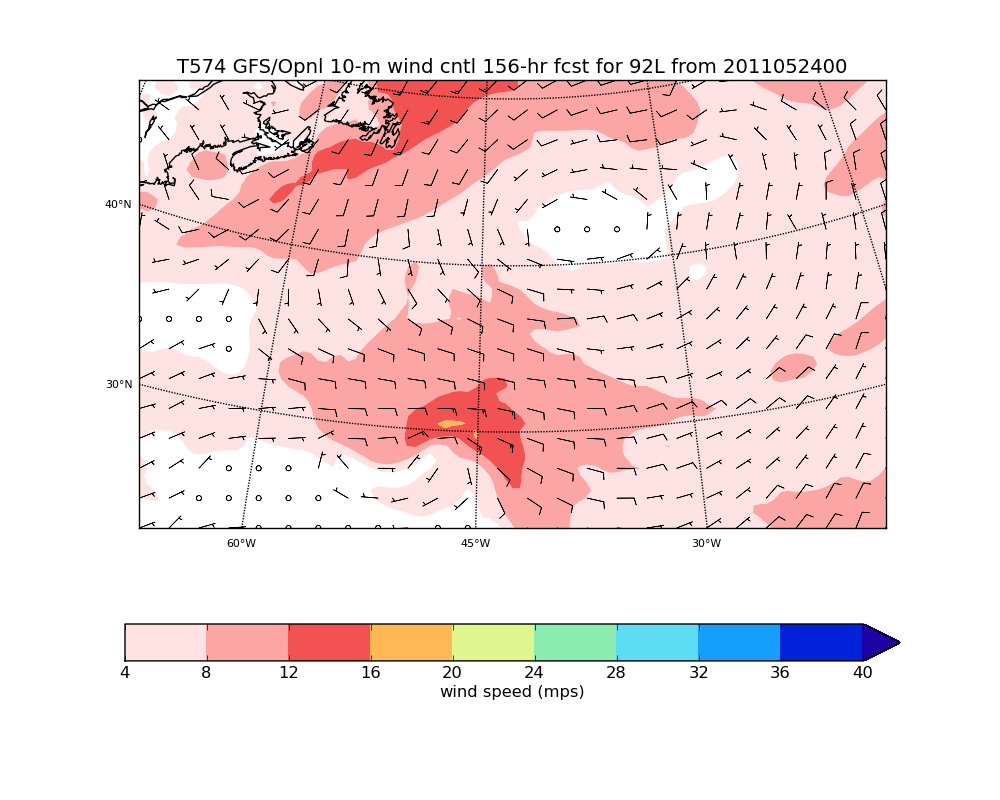 T574 GFS/Opnl 10-m wind cntl 156-hr fcst for 92L from 2011052400
40°N
30°N
60°W 45°W 30°W
4 8 12 16 20 24 28 32 36 40
wind speed (mps)